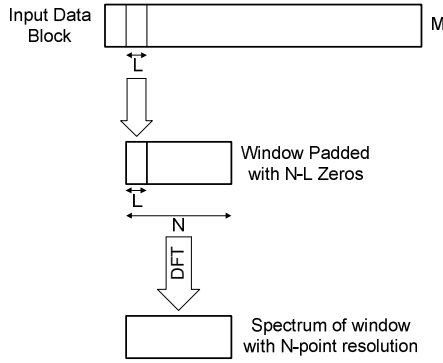 Input Data
Block
M
L
Window Padded
with N-L Zeros
L
N
DFT
Spectrum of window
with N-point resolution